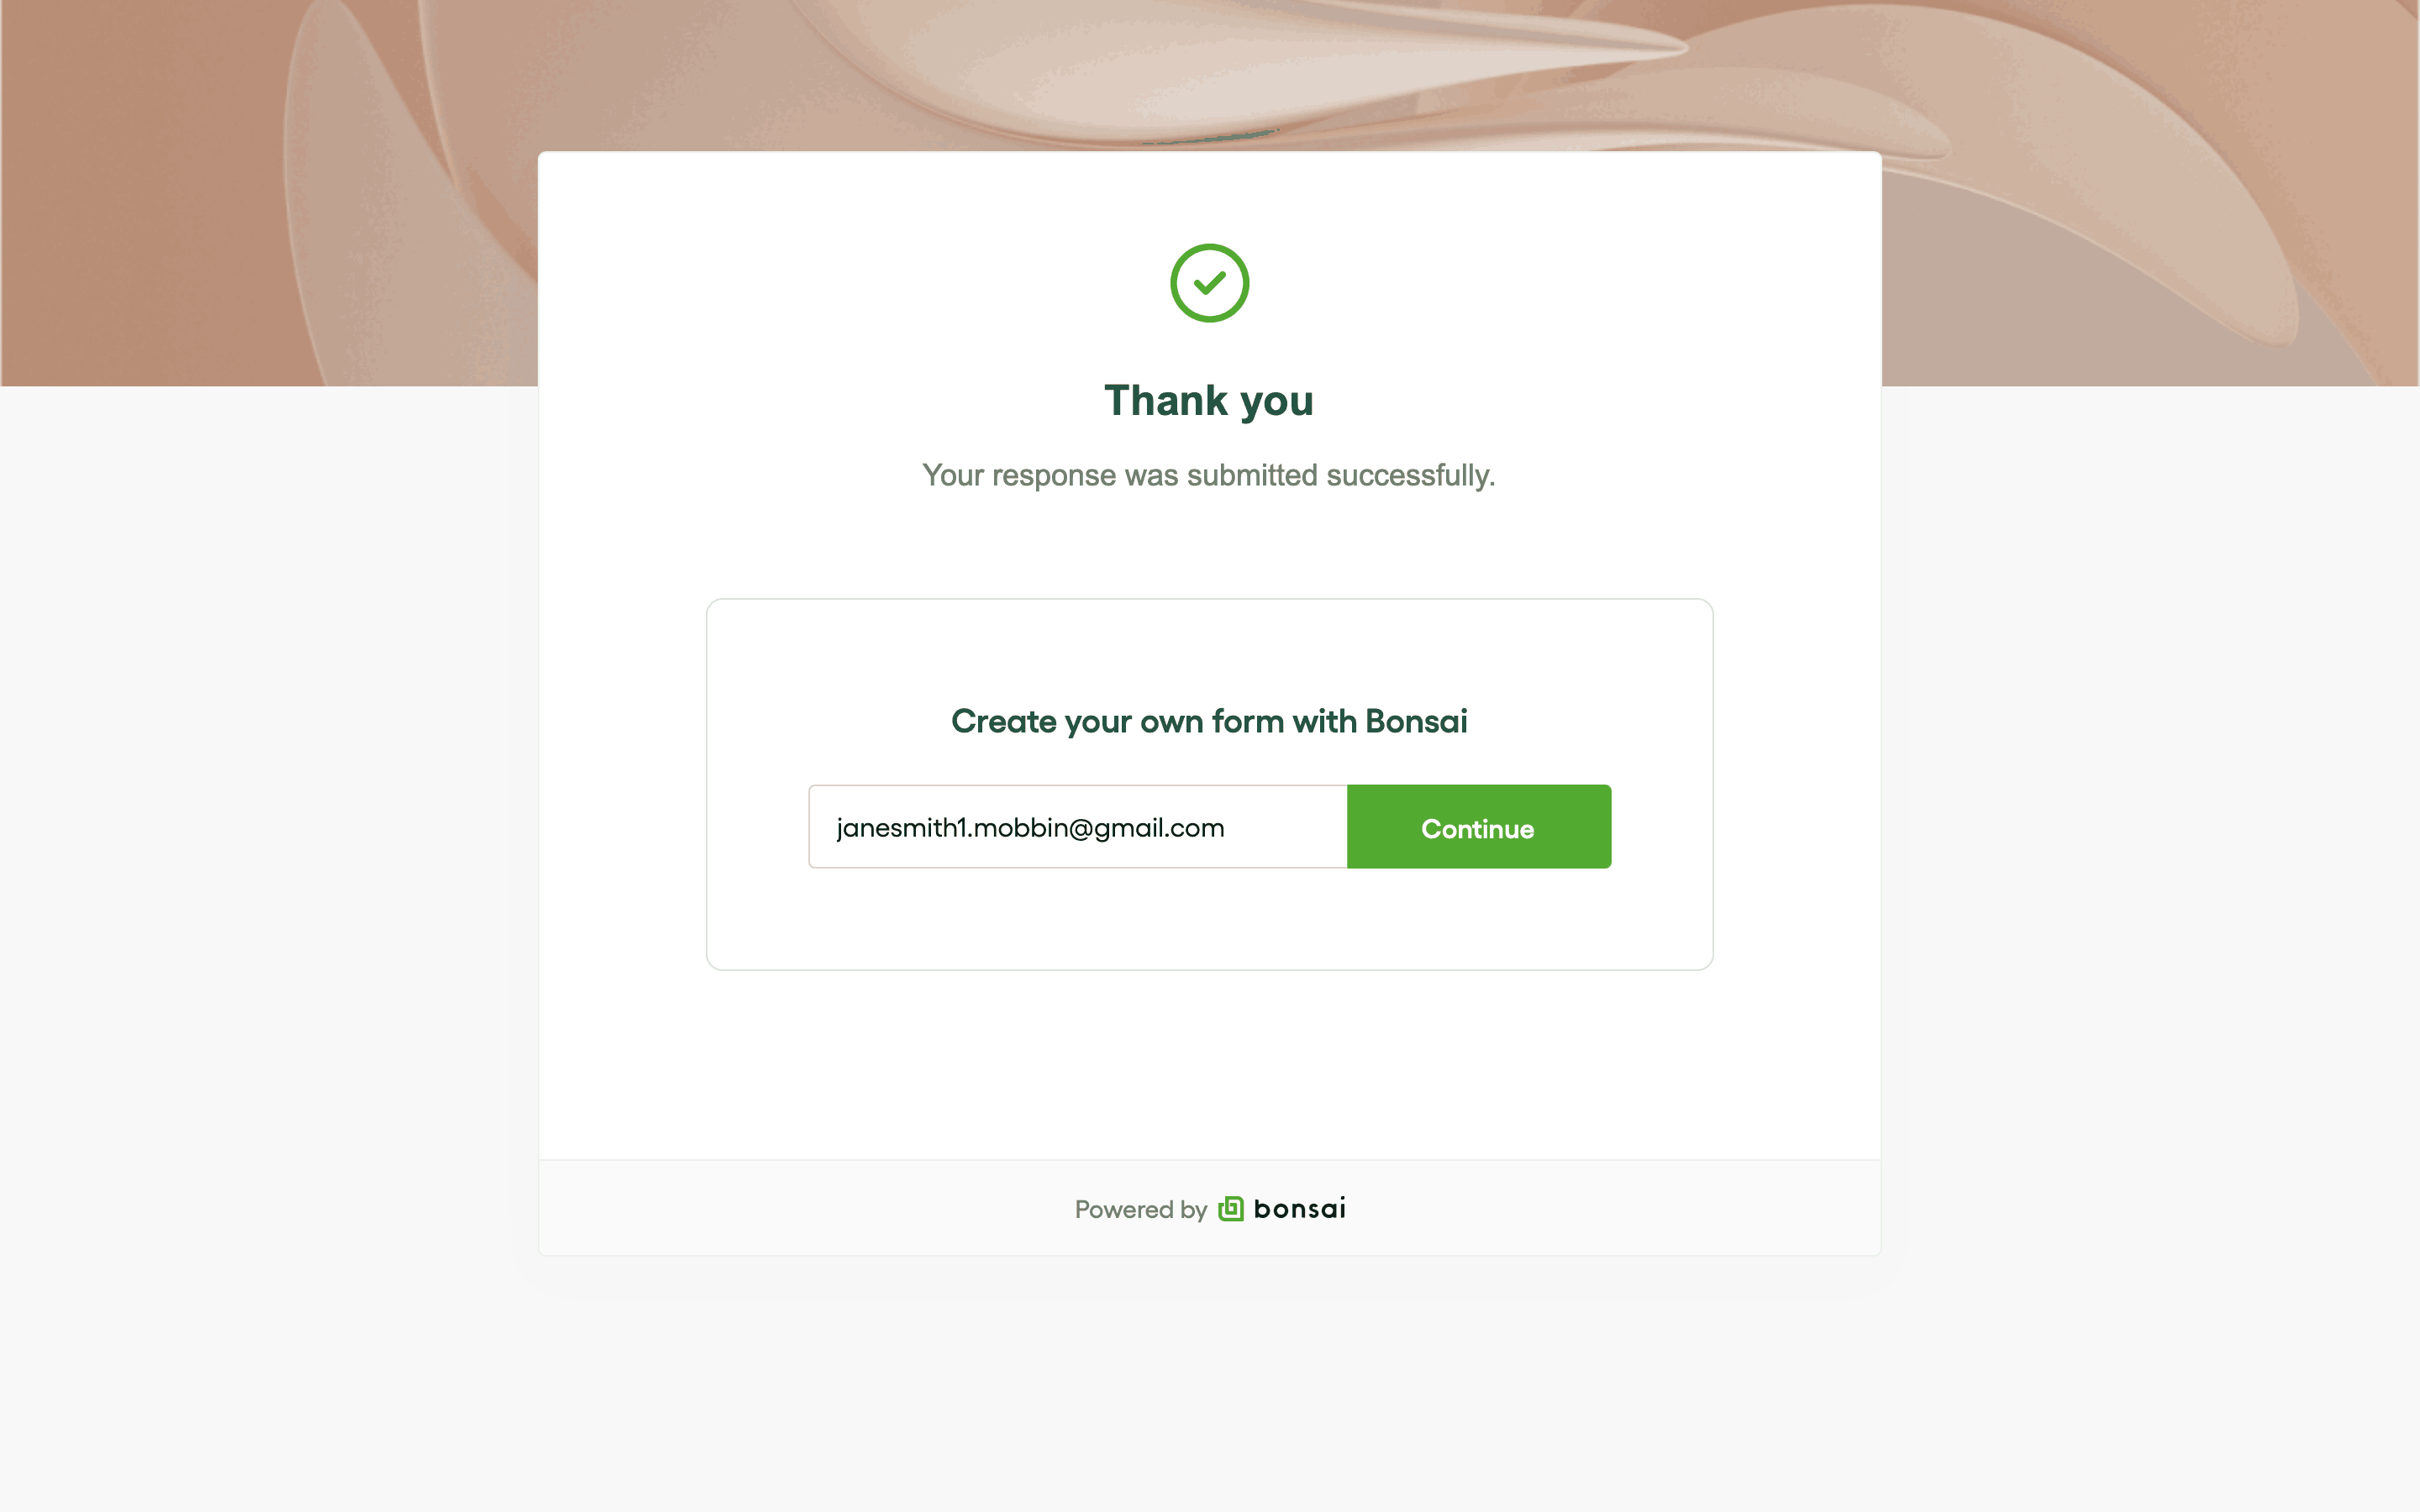 Thank you
Your response was submitted successfully.
Create your own form with Bonsai
janesmith1.mobbin@gmail.com
Continue
Powered by bonsai